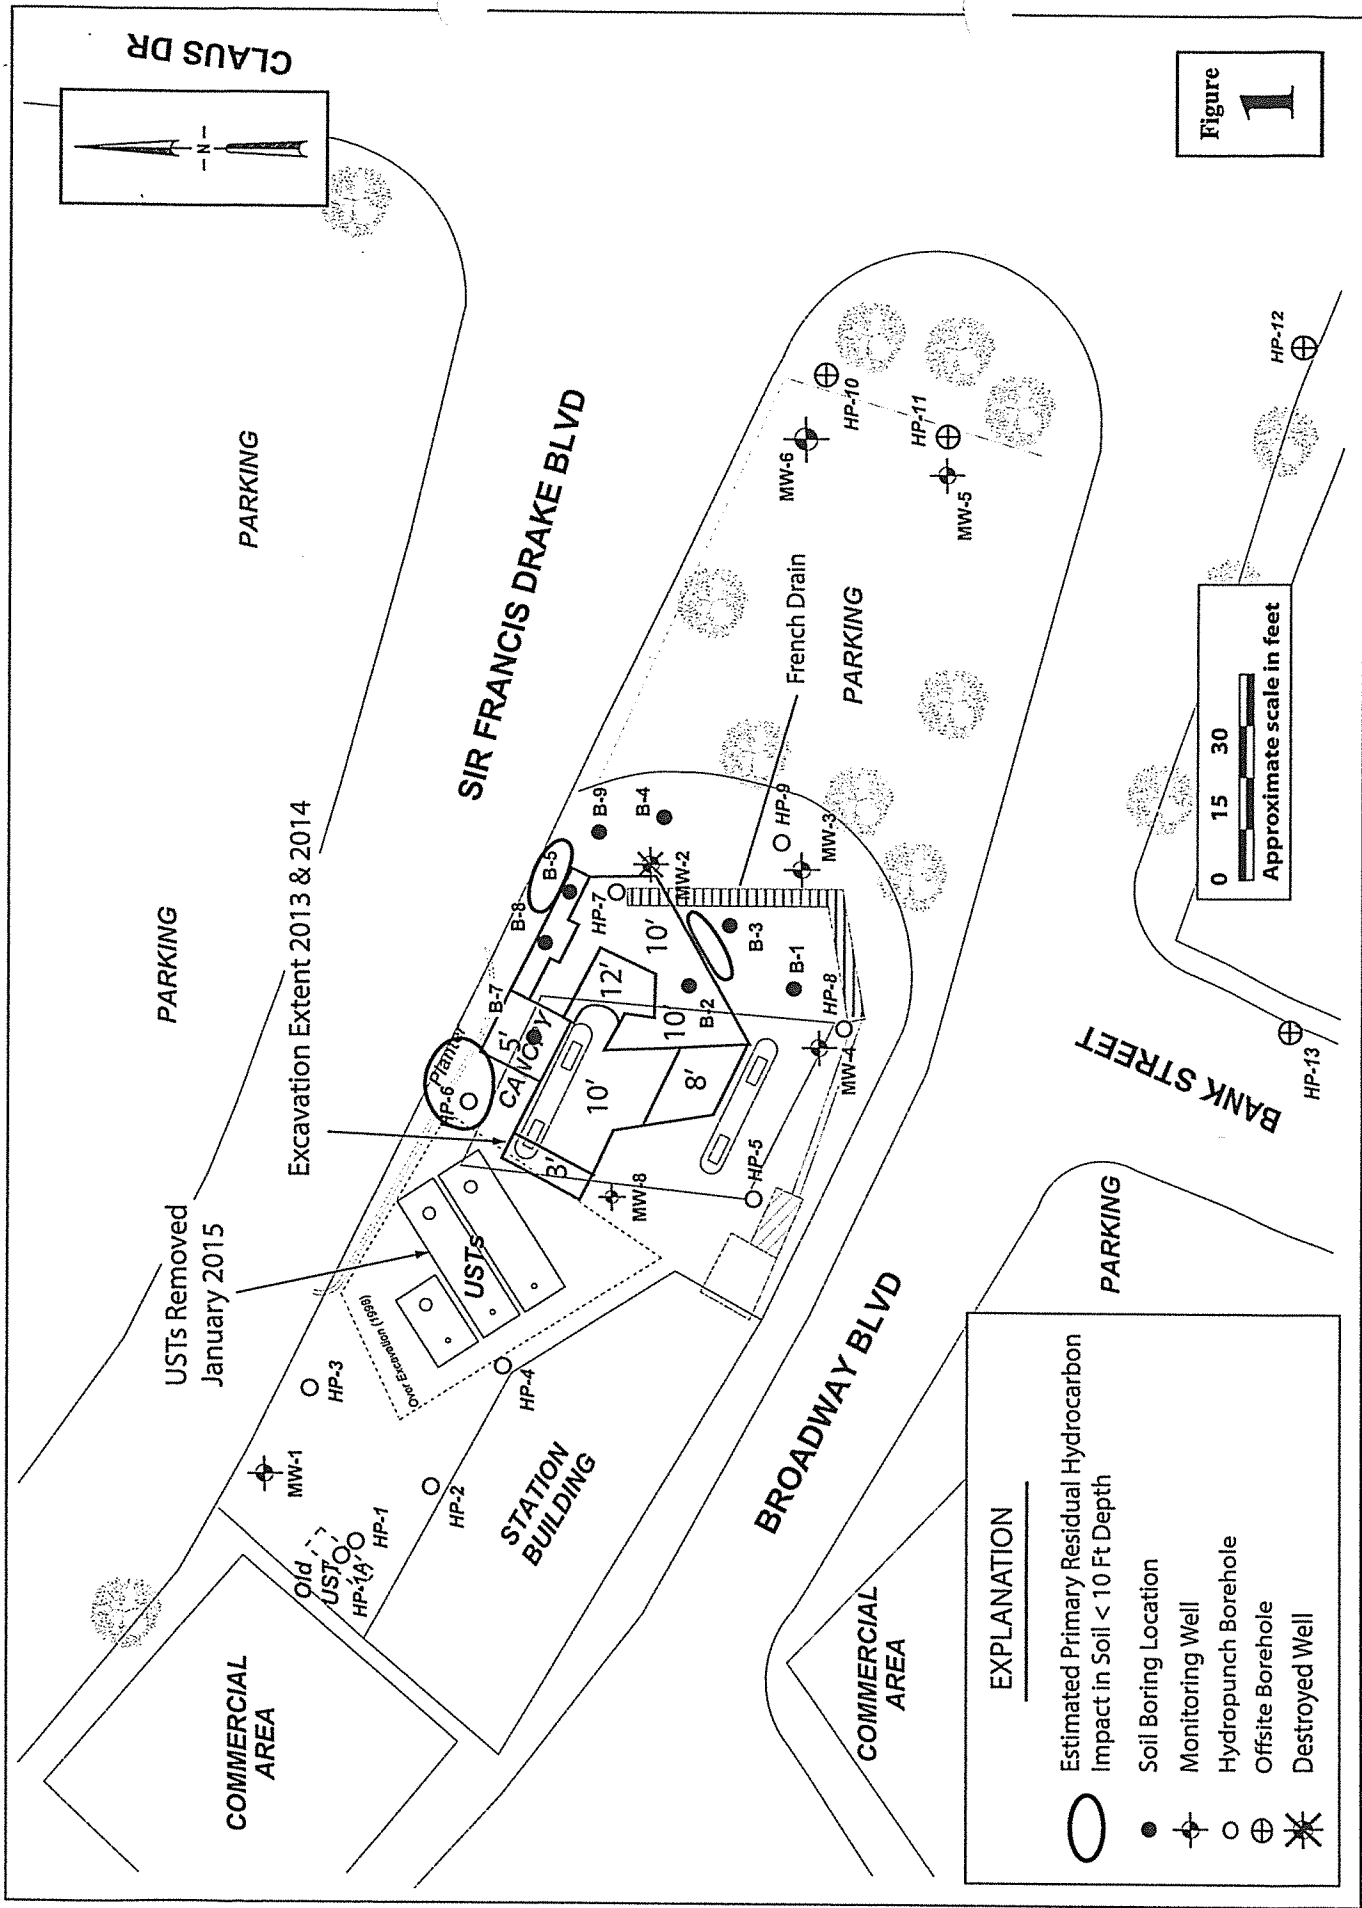 CLAUS DR
-N-
Figure
1
PARKING
PARKING
SIR FRANCIS DRAKE BLVD
Excavation Extent 2013 & 2014
USTs Removed
January 2015
French Drain
PARKING
HP-10
HP-11
MW-6
MW-5
HP-12
B-9
B-4
B-5
B-8
MW-2
HP-9
MW-3
HP-7
B-3
B-1
B-2
HP-8
MW-4
B-7
Planter
HP-6
CANOPY
5'
12'
10'
10'
10'
8'
3'
MW-8
HP-5
USTs
Over Excavation (1999)
HP-3
HP-4
MW-1
HP-2
HP-1
HP-1A
Old
UST
STATION
BUILDING
BROADWAY BLVD
BANK STREET
HP-13
PARKING
COMMERCIAL
AREA
COMMERCIAL
AREA
0 15 30
Approximate scale in feet
EXPLANATION
Estimated Primary Residual Hydrocarbon
Impact in Soil < 10 Ft Depth
Soil Boring Location
Monitoring Well
Hydropunch Borehole
Offsite Borehole
Destroyed Well